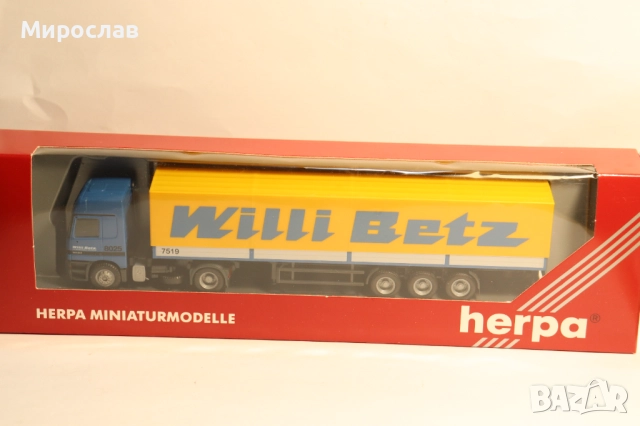 Мирослав
Willi Betz
7519
HERPA MINIATURMODELLE
herpa®
BAZAR